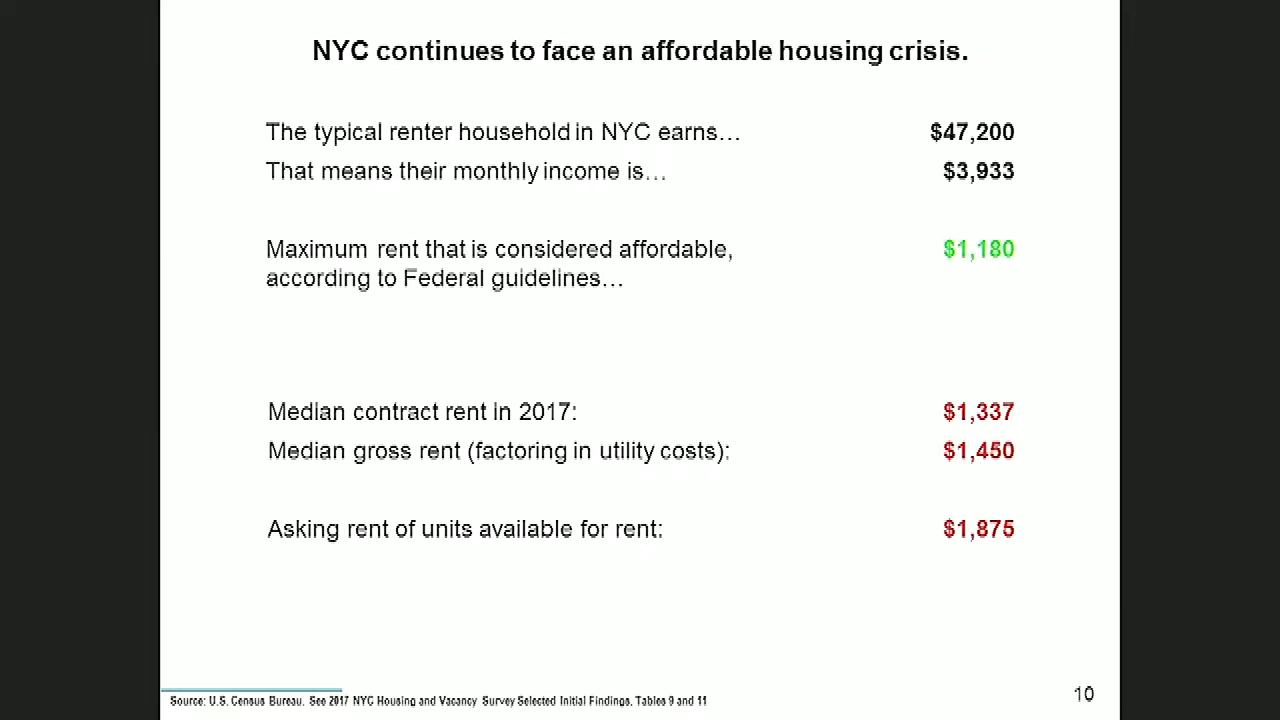 NYC continues to face an affordable housing crisis.
The typical renter household in NYC earns… $47,200
That means their monthly income is… $3,933
Maximum rent that is considered affordable, $1,180
according to Federal guidelines…
Median contract rent in 2017: $1,337
Median gross rent (factoring in utility costs): $1,450
Asking rent of units available for rent: $1,875
Source: U.S. Census Bureau. See 2017 NYC Housing and Vacancy Survey Selected Initial Findings, Tables 9 and 11
10